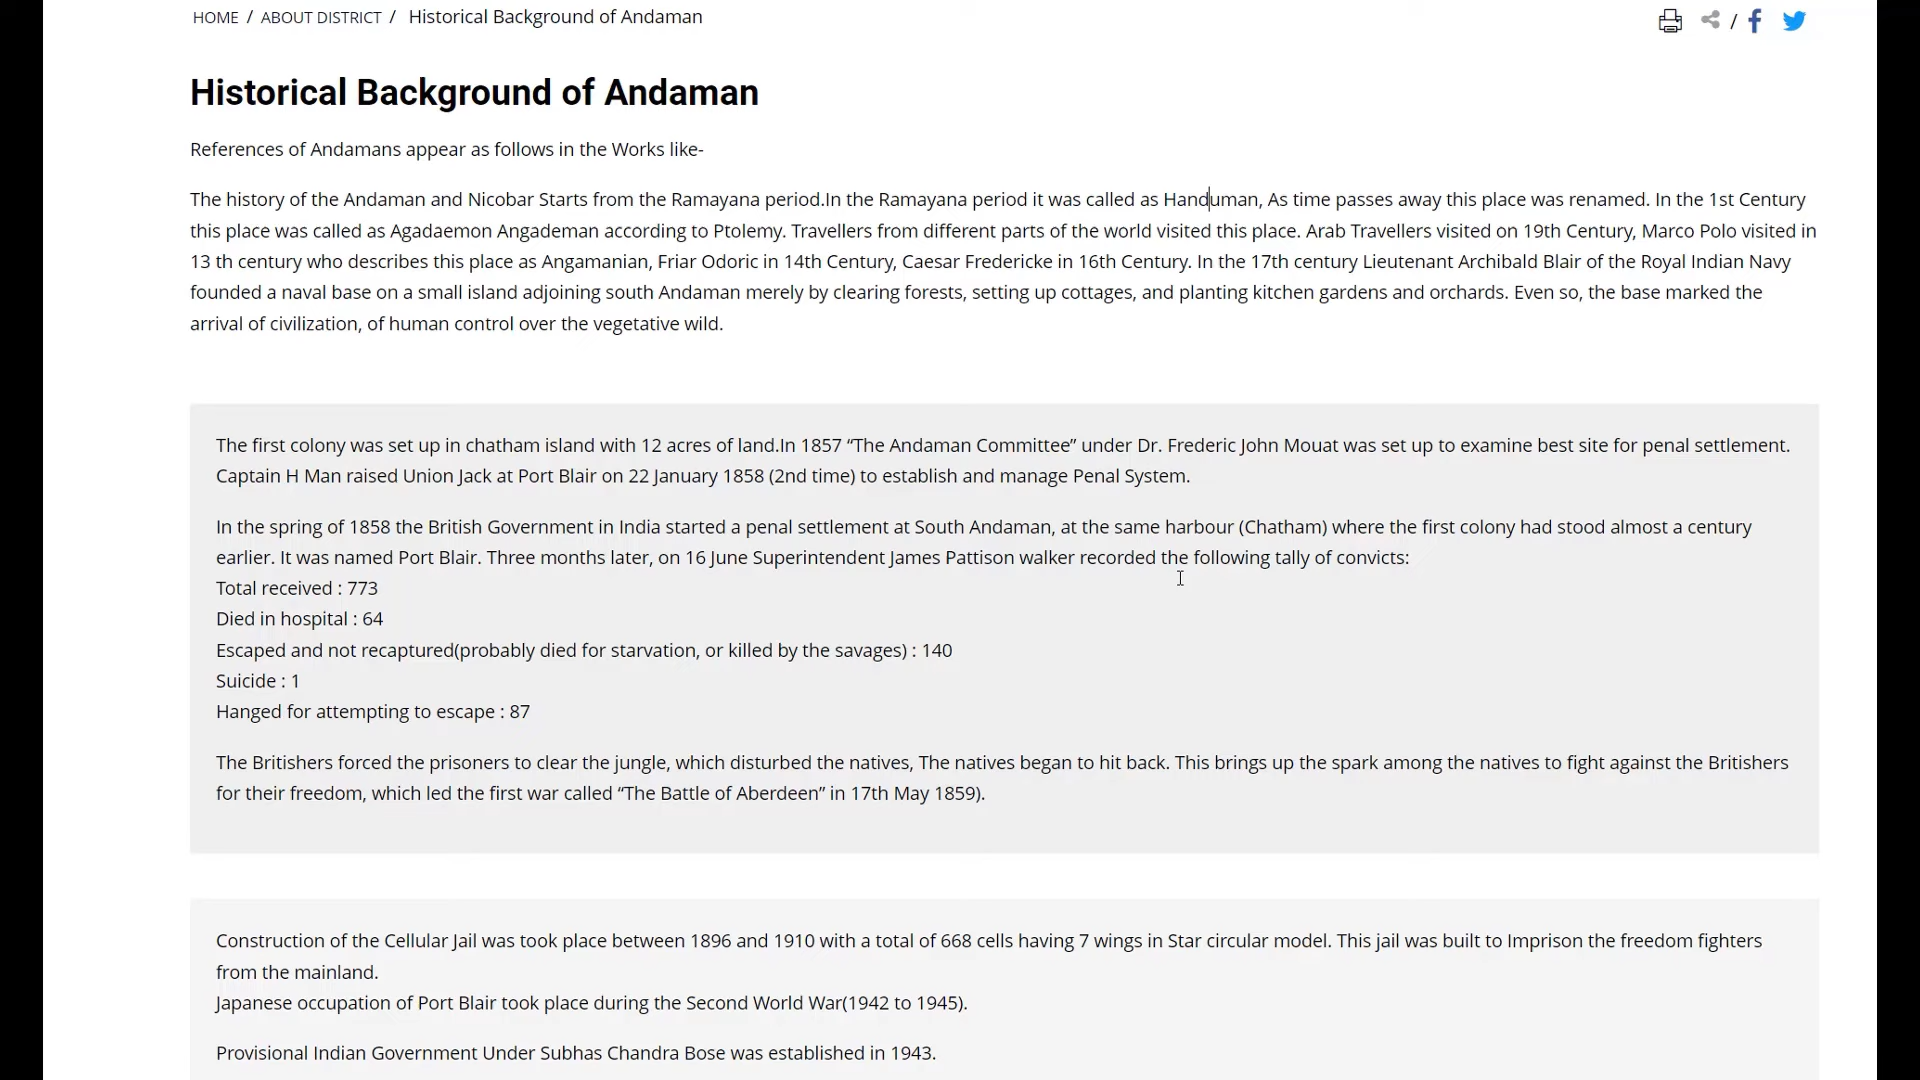 HOME / ABOUT DISTRICT / Historical Background of Andaman
/
Historical Background of Andaman
References of Andamans appear as follows in the Works like-
The history of the Andaman and Nicobar Starts from the Ramayana period.In the Ramayana period it was called as Handuman, As time passes away this place was renamed. In the 1st Century
this place was called as Agadaemon Angademan according to Ptolemy. Travellers from different parts of the world visited this place. Arab Travellers visited on 19th Century, Marco Polo visited in
13 th century who describes this place as Angamanian, Friar Odoric in 14th Century, Caesar Fredericke in 16th Century. In the 17th century Lieutenant Archibald Blair of the Royal Indian Navy
founded a naval base on a small island adjoining south Andaman merely by clearing forests, setting up cottages, and planting kitchen gardens and orchards. Even so, the base marked the
arrival of civilization, of human control over the vegetative wild.
The first colony was set up in chatham island with 12 acres of land.In 1857 “The Andaman Committee” under Dr. Frederic John Mouat was set up to examine best site for penal settlement.
Captain H Man raised Union Jack at Port Blair on 22 January 1858 (2nd time) to establish and manage Penal System.
In the spring of 1858 the British Government in India started a penal settlement at South Andaman, at the same harbour (Chatham) where the first colony had stood almost a century
earlier. It was named Port Blair. Three months later, on 16 June Superintendent James Pattison walker recorded the following tally of convicts:
Total received : 773
Died in hospital : 64
Escaped and not recaptured(probably died for starvation, or killed by the savages) : 140
Suicide : 1
Hanged for attempting to escape : 87
The Britishers forced the prisoners to clear the jungle, which disturbed the natives, The natives began to hit back. This brings up the spark among the natives to fight against the Britishers
for their freedom, which led the first war called “The Battle of Aberdeen” in 17th May 1859).
Construction of the Cellular Jail was took place between 1896 and 1910 with a total of 668 cells having 7 wings in Star circular model. This jail was built to Imprison the freedom fighters
from the mainland.
Japanese occupation of Port Blair took place during the Second World War(1942 to 1945).
Provisional Indian Government Under Subhas Chandra Bose was established in 1943.